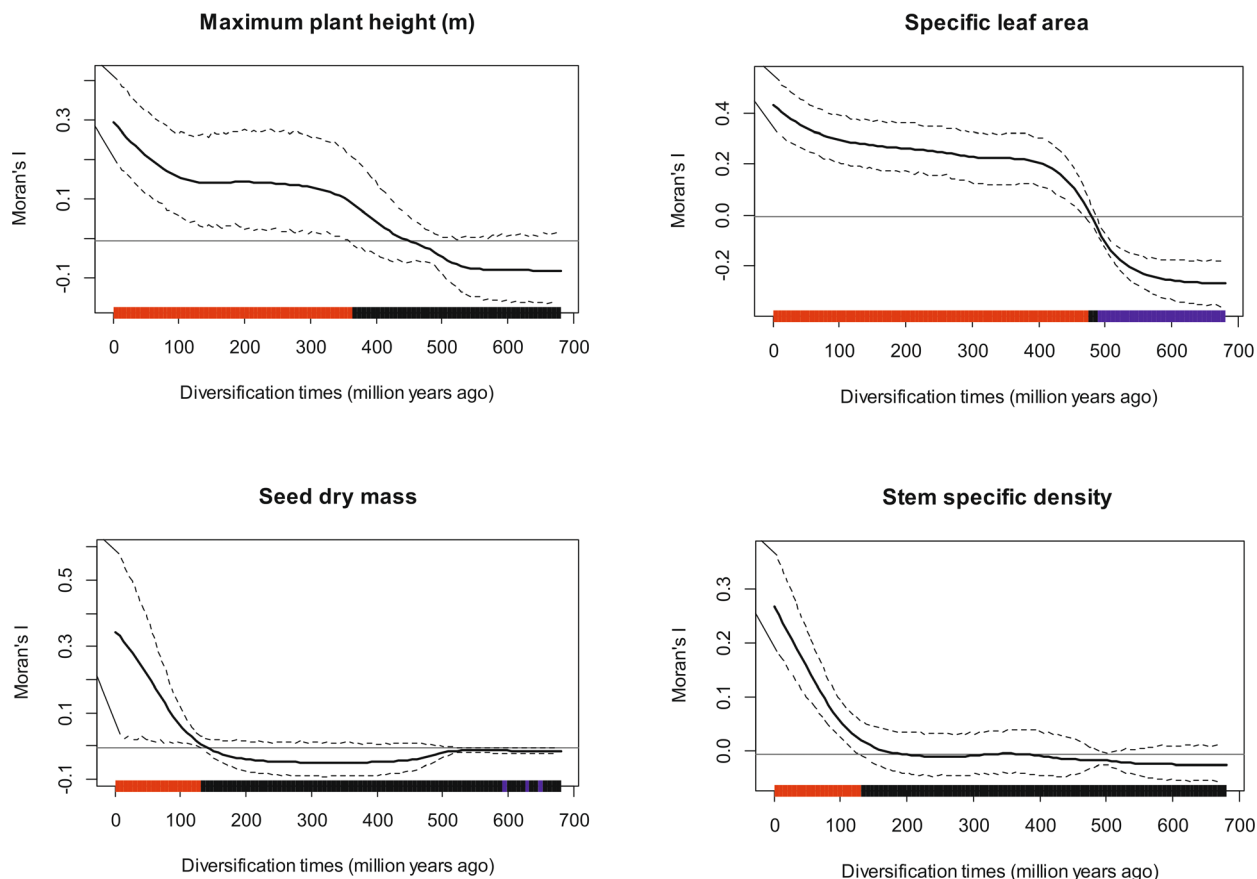 Maximum plant height (m)
Moran's I
0.3
0.1
-0.1
0 100 200 300 400 500 600 700
Diversification times (million years ago)
Specific leaf area
Moran's I
0.4
0.2
0.0
-0.2
0 100 200 300 400 500 600 700
Diversification times (million years ago)
Seed dry mass
Moran's I
0.5
0.3
0.1
-0.1
0 100 200 300 400 500 600 700
Diversification times (million years ago)
Stem specific density
Moran's I
0.3
0.2
0.1
0.0
0 100 200 300 400 500 600 700
Diversification times (million years ago)